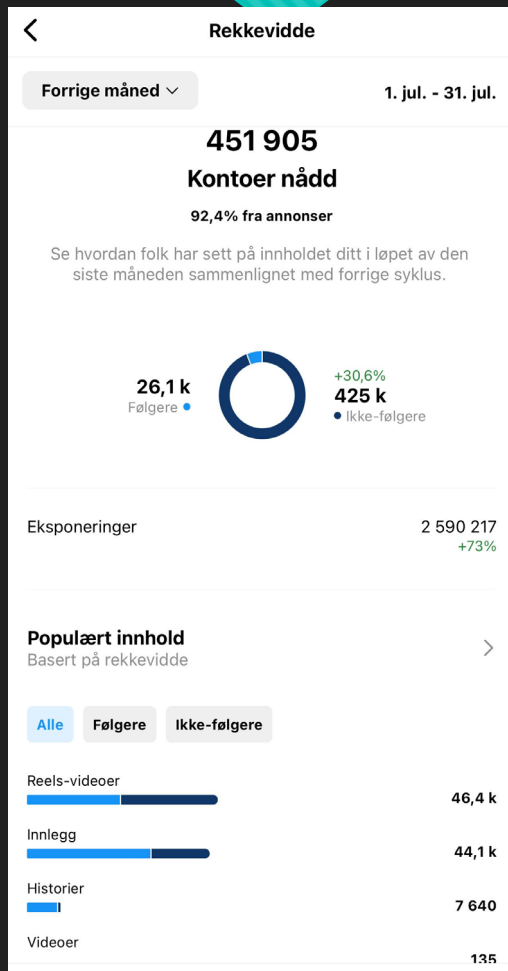 Rekkevidde
Forrige måned
1. jul. - 31. jul.
451 905
Kontoer nådd
92,4% fra annonser
Se hvordan folk har sett på innholdet ditt i løpet av den
siste måneden sammenlignet med forrige syklus.
26,1 k
Følgere
+30,6%
425 k
Ikke-følgere
Eksponeringer
2 590 217
+73%
Populært innhold
Basert på rekkevidde
Alle
Følgere
Ikke-følgere
Reels-videoer
46,4 k
Innlegg
44,1 k
Historier
7 640
Videoer
135